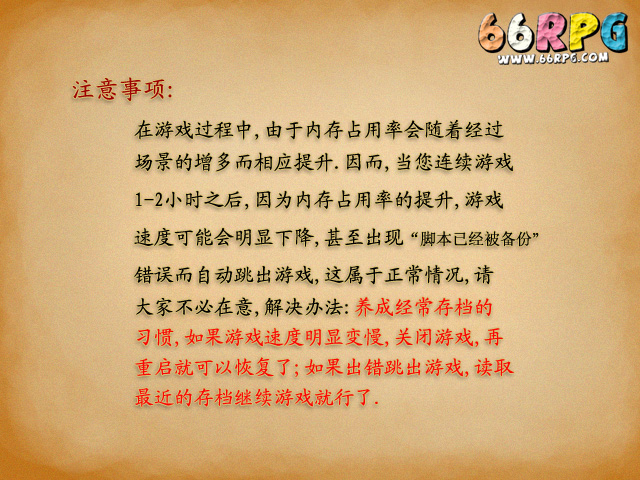 66RPG
WWW.66RPG.COM
注意事项:
在游戏过程中,由于内存占用率会随着经过
场景的增多而相应提升.因而,当您连续游戏
1-2小时之后,因为内存占用率的提升,游戏
速度可能会明显下降,甚至出现“脚本已经被备份”
错误而自动跳出游戏,这属于正常情况,请
大家不必在意,解决办法:养成经常存档的
习惯,如果游戏速度明显变慢,关闭游戏,再
重启就可以恢复了;如果出错跳出游戏,读取
最近的存档继续游戏就行了.